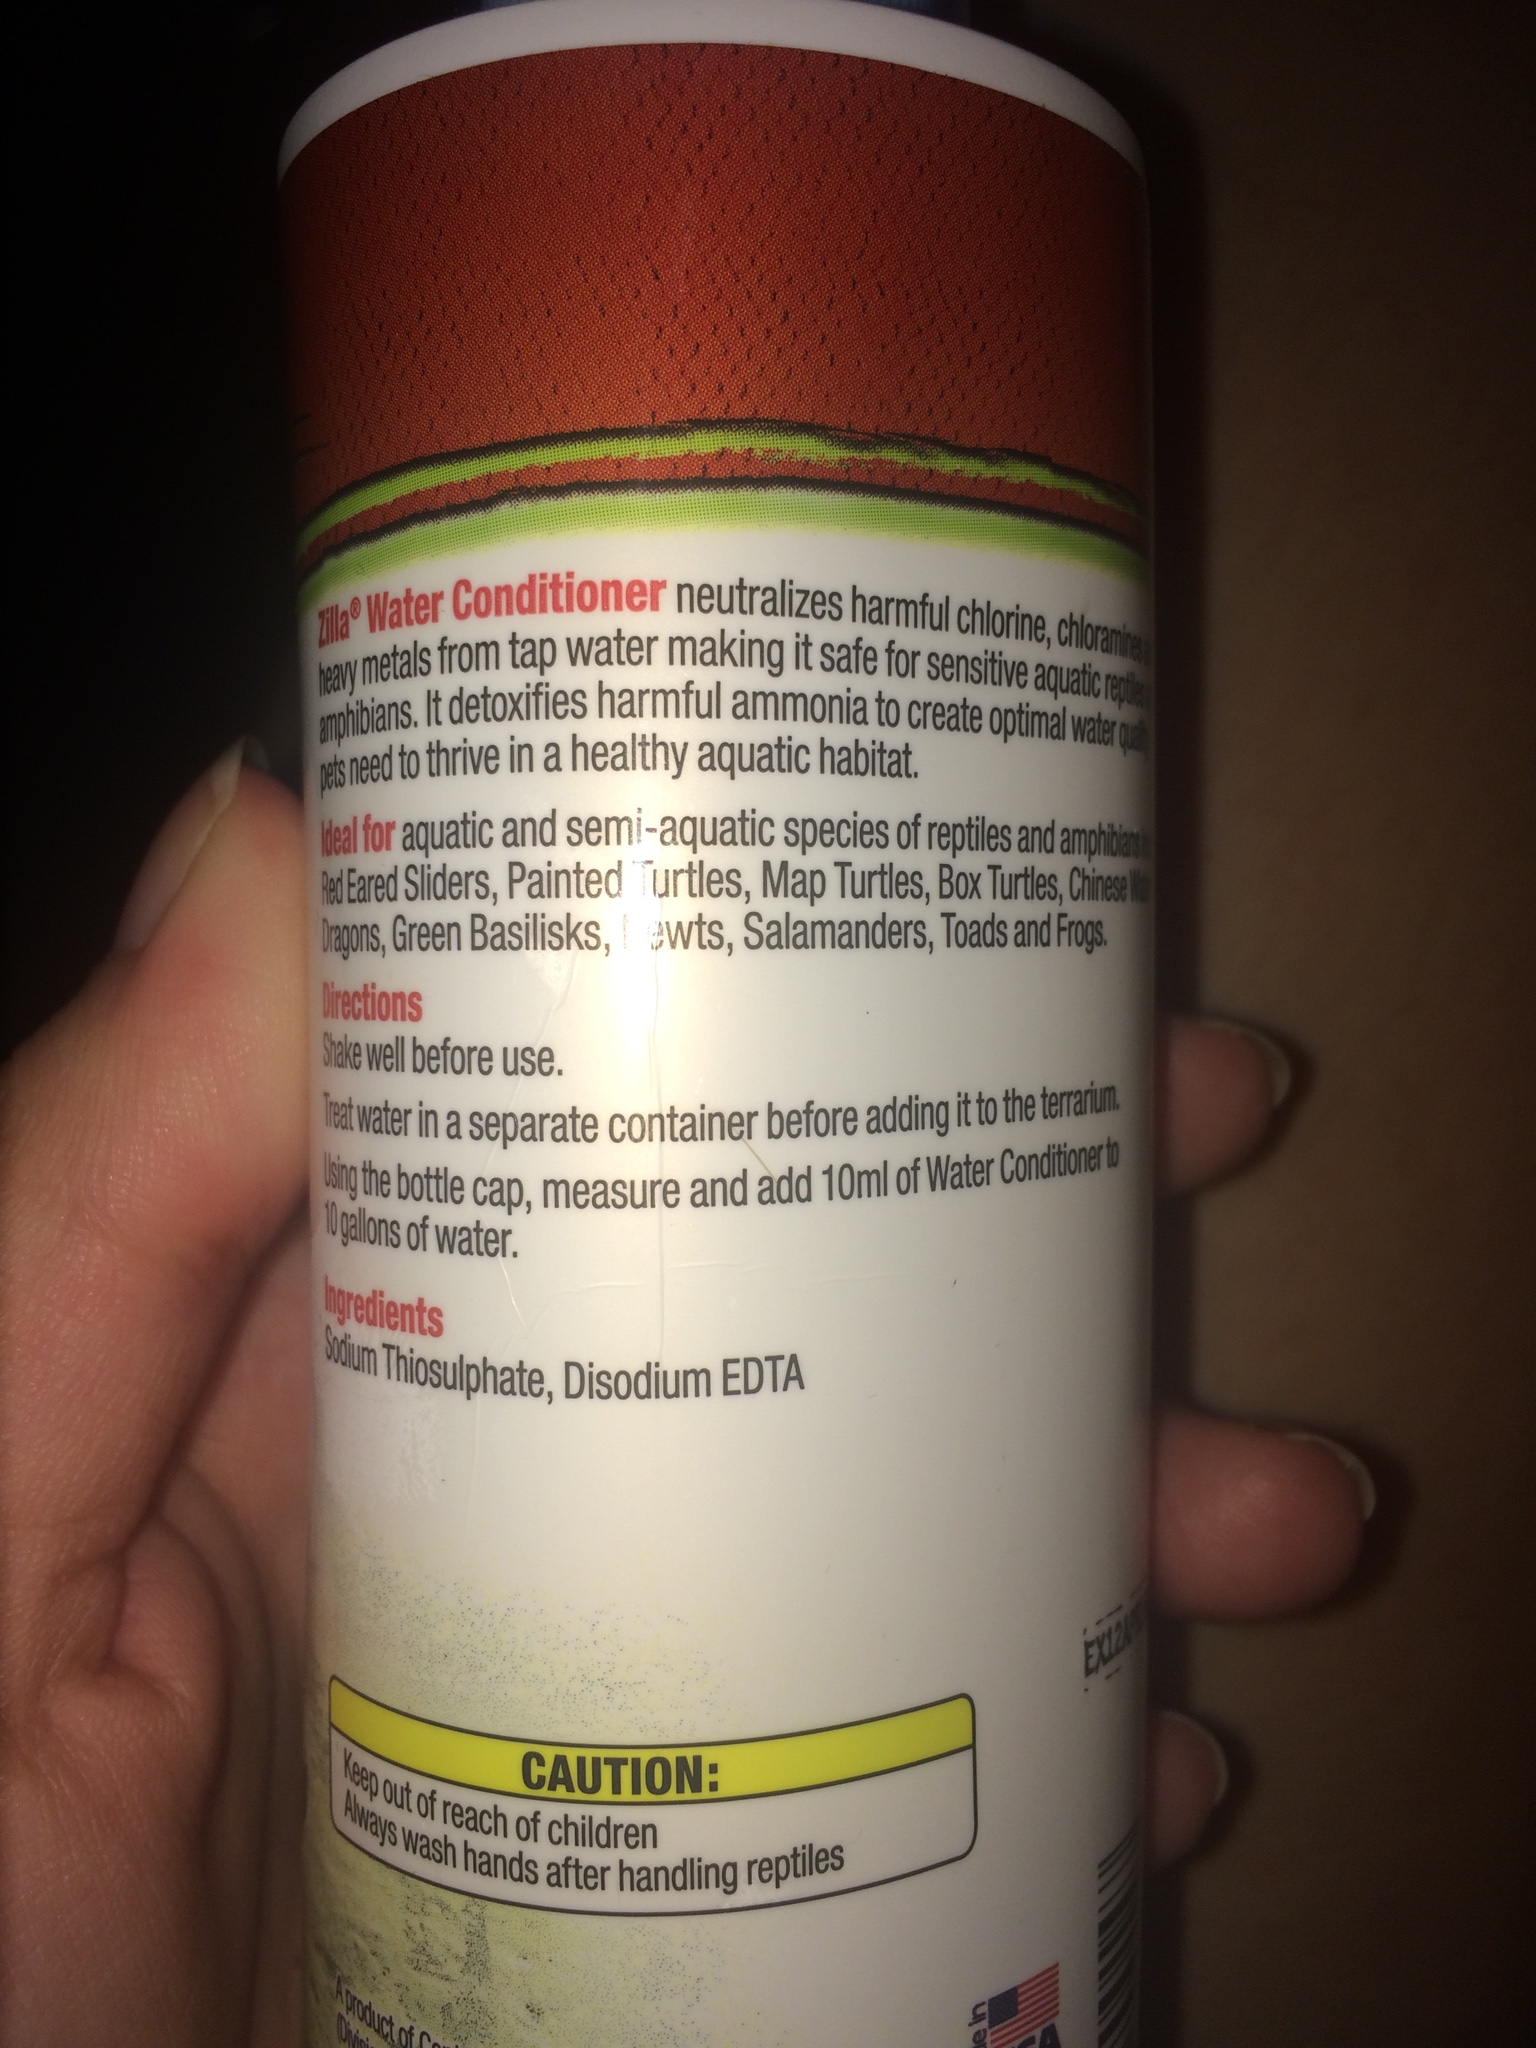 Zilla® Water Conditioner neutralizes harmful chlorine, chloramines
heavy metals from tap water making it safe for sensitive aquatic reptiles
amphibians. It detoxifies harmful ammonia to create optimal water
pets need to thrive in a healthy aquatic habitat.
Ideal for aquatic and semi-aquatic species of reptiles and amphibians
Red Eared Sliders, Painted Turtles, Map Turtles, Box Turtles, Chinese
Dragons, Green Basilisks, Newts, Salamanders, Toads and Frogs.
Directions
Shake well before use.
Treat water in a separate container before adding it to the terrarium.
Using the bottle cap, measure and add 10ml of Water Conditioner to
10 gallons of water.
Ingredients
Sodium Thiosulphate, Disodium EDTA
CAUTION:
Keep out of reach of children
Always wash hands after handling reptiles
A product of
in